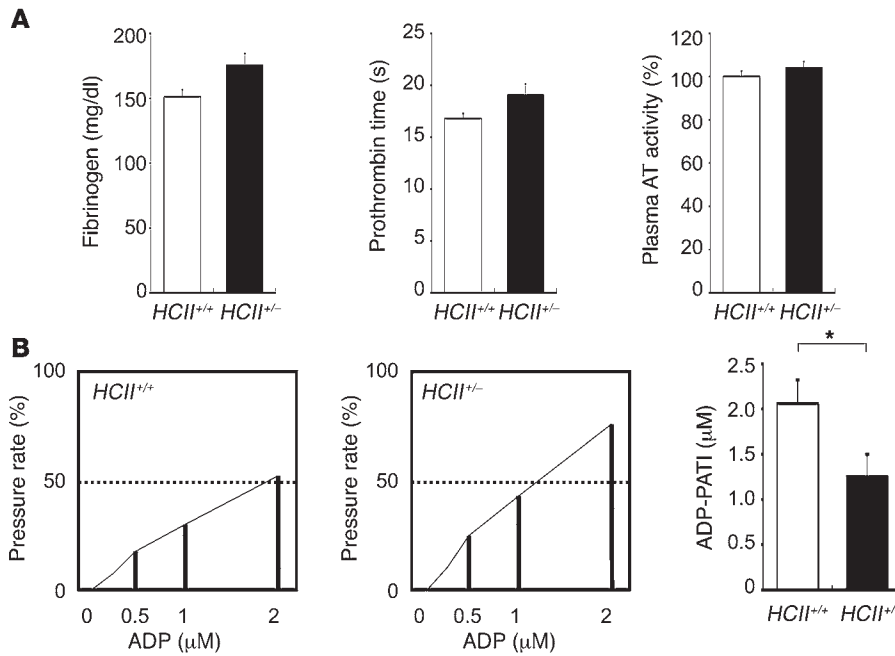 A
Fibrinogen (mg/dl)
200
150
100
50
0
HCII+/+ HCII+/–
Prothrombin time (s)
25
20
15
10
5
0
HCII+/+ HCII+/–
Plasma AT activity (%)
120
100
80
60
40
20
0
HCII+/+ HCII+/–
B
Pressure rate (%)
100
50
0
HCII+/+
0 0.5 1 2
ADP (μM)
Pressure rate (%)
100
50
0
HCII+/–
0 0.5 1 2
ADP (μM)
*
ADP-PATI (μM)
2.5
2.0
1.5
1.0
0.5
0
HCII+/+ HCII+/